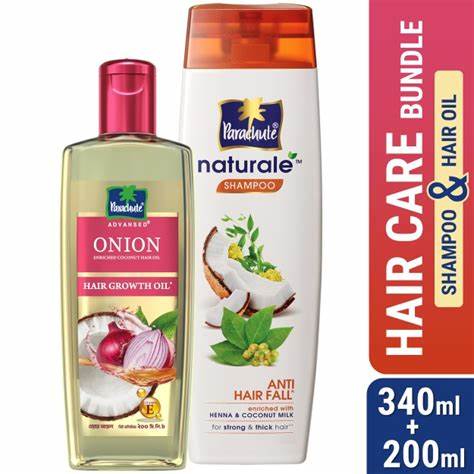 Parachute
ADVANSED
ONION
ENRICHED COCONUT HAIR OIL
HAIR GROWTH OIL*
E
Parachute
naturale™
SHAMPOO
ANTI
HAIR FALL*
enriched with
HENNA & COCONUT MILK
for strong & thick hair
HAIR CARE BUNDLE
SHAMPOO & HAIR OIL
340ml
+
200ml